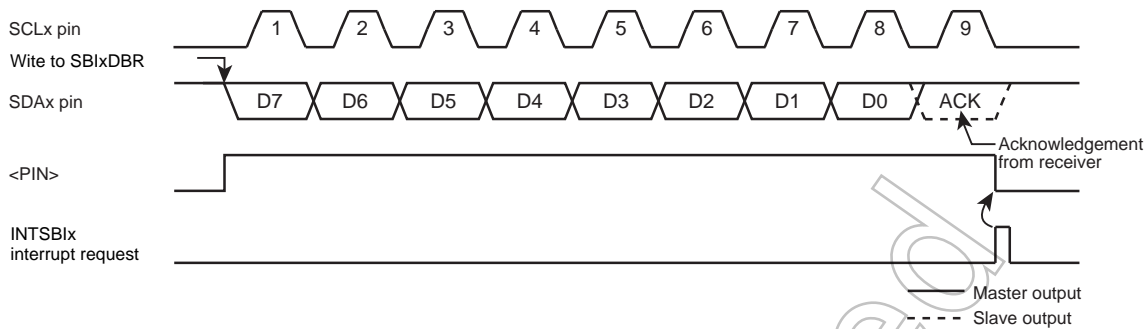 SCLx pin
1 2 3 4 5 6 7 8 9
Wite to SBIxDBR
SDAx pin
D7 D6 D5 D4 D3 D2 D1 D0 ACK
Acknowledgement
from receiver
<PIN>
INTSBIx
interrupt request
Master output
Slave output